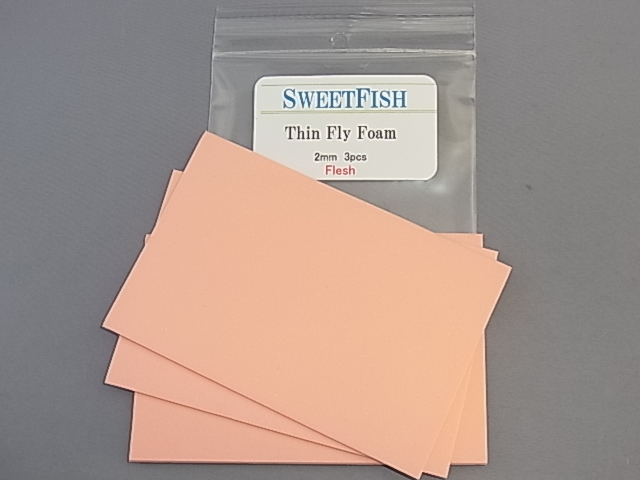 SWEETFISH
Thin Fly Foam
2mm 3pcs
Flesh